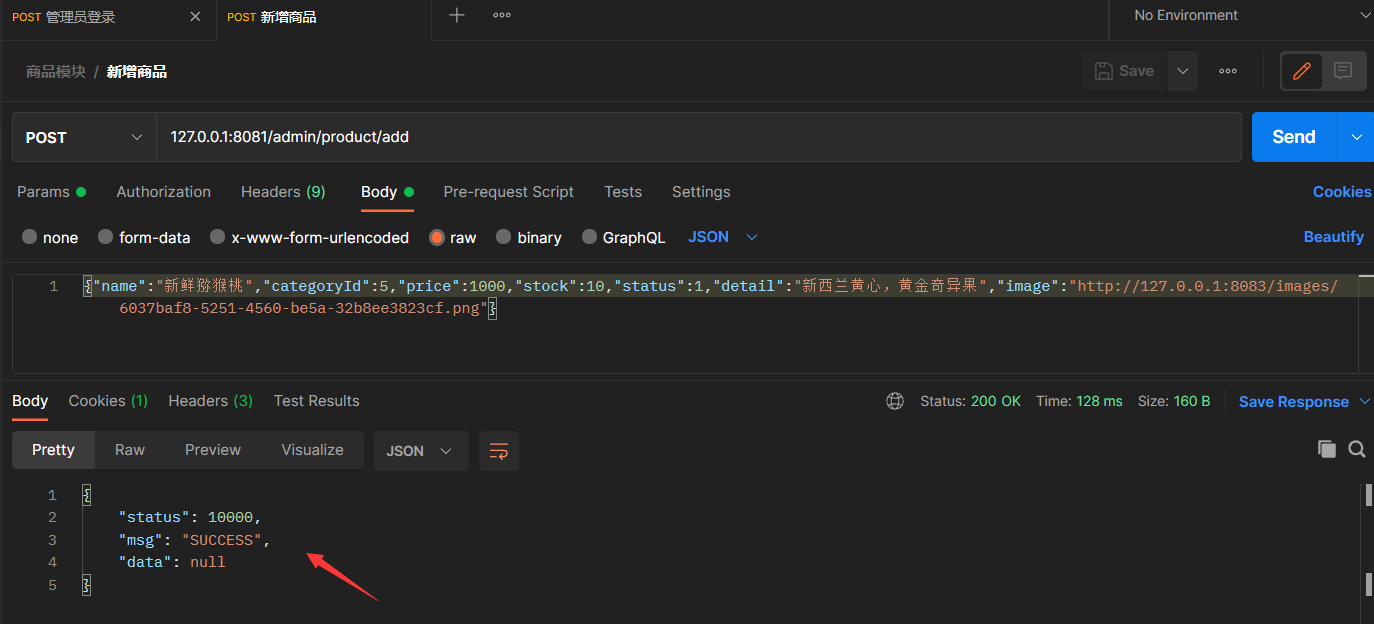 POST 管理员登录
POST 新增商品
No Environment
商品模块 / 新增商品
Save
POST
127.0.0.1:8081/admin/product/add
Send
Params Authorization Headers (9) Body Pre-request Script Tests Settings Cookies
none form-data x-www-form-urlencoded raw binary GraphQL JSON Beautify
1 {"name":"新鲜猕猴桃","categoryId":5,"price":1000,"stock":10,"status":1,"detail":"新西兰黄心，黄金奇异果","image":"http://127.0.0.1:8083/images/
6037baf8-5251-4560-be5a-32b8ee3823cf.png"}
Body Cookies (1) Headers (3) Test Results Status: 200 OK Time: 128 ms Size: 160 B Save Response
Pretty Raw Preview Visualize JSON
1 {
2 "status": 10000,
3 "msg": "SUCCESS",
4 "data": null
5 }